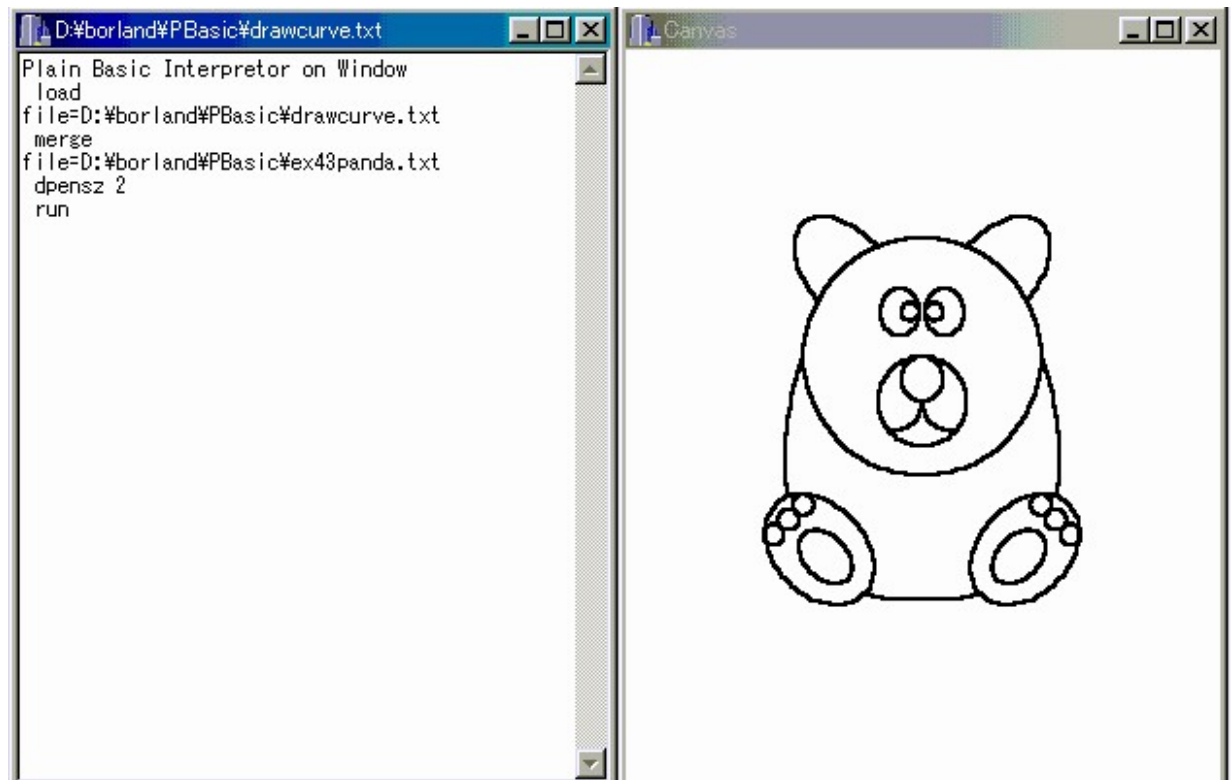 D:¥borland¥PBasic¥drawcurve.txt
Canvas
Plain Basic Interpretor on Window
load
file=D:¥borland¥PBasic¥drawcurve.txt
merge
file=D:¥borland¥PBasic¥ex43panda.txt
dpensz 2
run